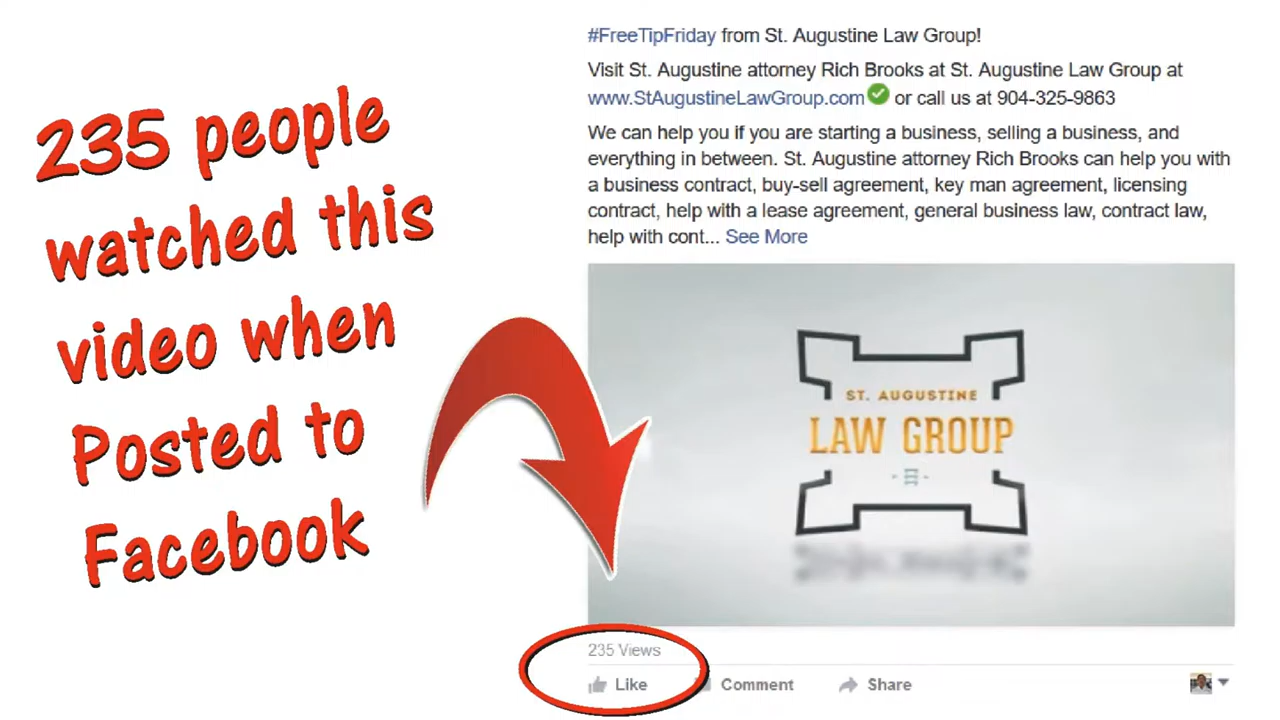 235 people
watched this
video when
Posted to
Facebook
#FreeTipFriday from St. Augustine Law Group!
Visit St. Augustine attorney Rich Brooks at St. Augustine Law Group at
www.StAugustineLawGroup.com or call us at 904-325-9863
We can help you if you are starting a business, selling a business, and
everything in between. St. Augustine attorney Rich Brooks can help you with
a business contract, buy-sell agreement, key man agreement, licensing
contract, help with a lease agreement, general business law, contract law,
help with cont... See More
ST. AUGUSTINE
LAW GROUP
235 Views
Like Comment Share